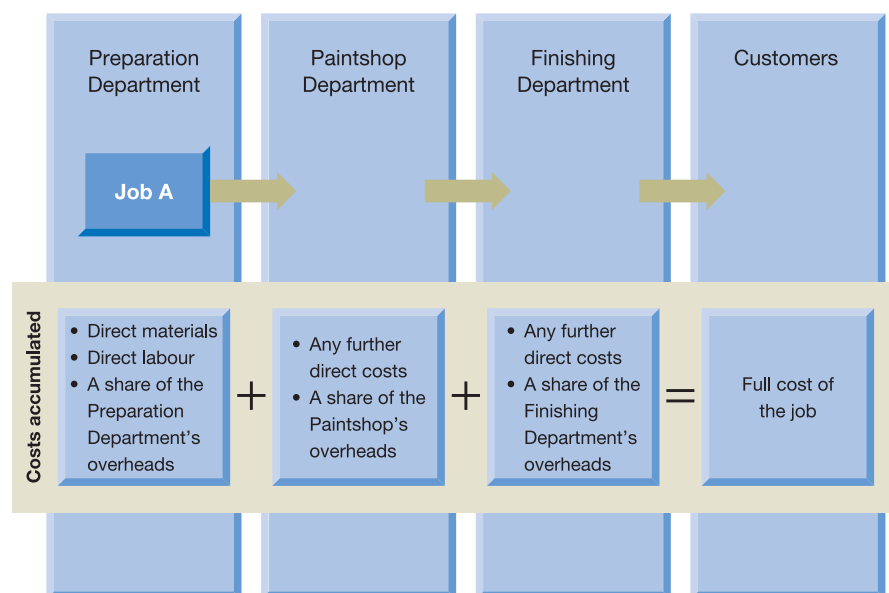 Preparation
Department
Paintshop
Department
Finishing
Department
Customers
Job A
Costs accumulated
• Direct materials
• Direct labour
• A share of the
Preparation
Department’s
overheads
+
• Any further
direct costs
• A share of the
Paintshop’s
overheads
+
• Any further
direct costs
• A share of the
Finishing
Department’s
overheads
=
Full cost of
the job